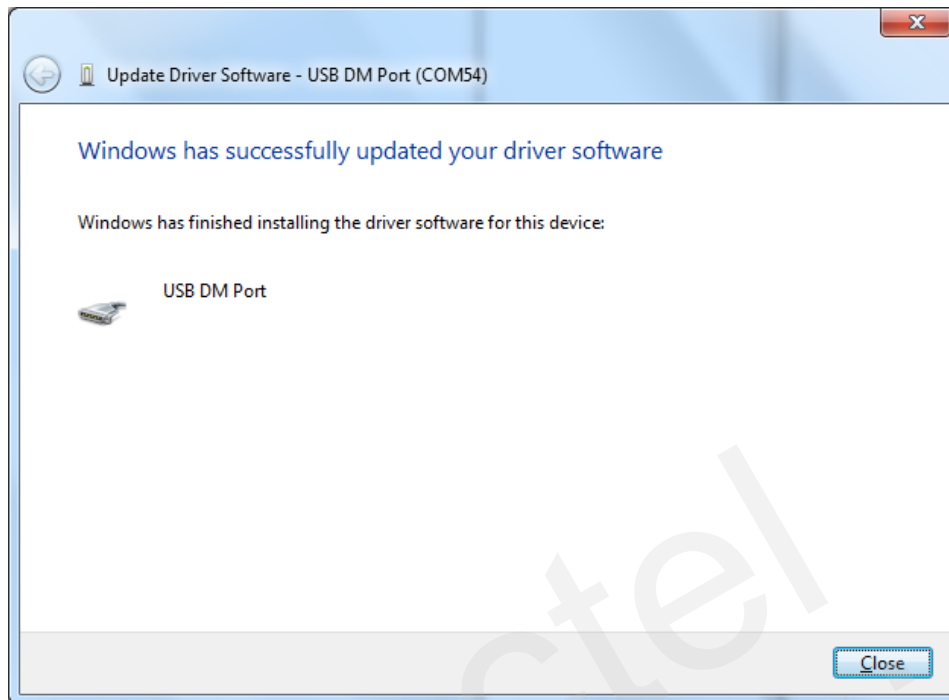 Update Driver Software - USB DM Port (COM54)
Windows has successfully updated your driver software
Windows has finished installing the driver software for this device:
USB DM Port
Close